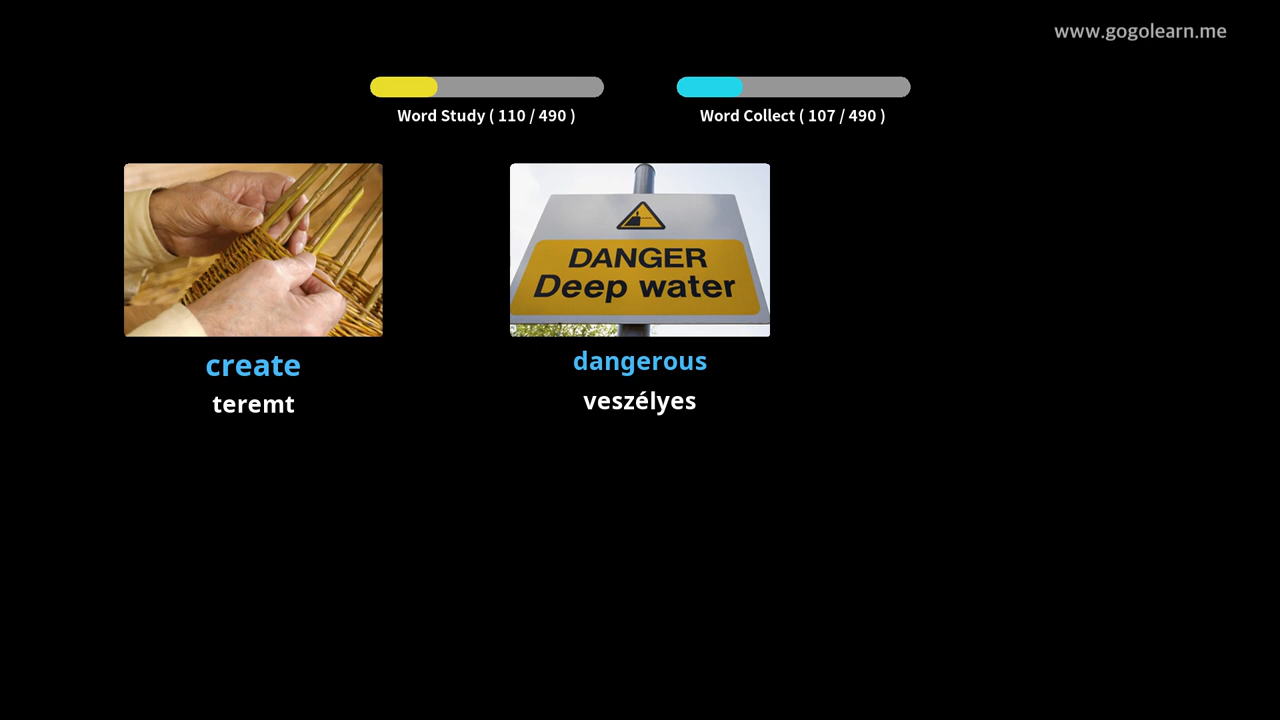 www.gogolearn.me
Word Study ( 110 / 490 )
Word Collect ( 107 / 490 )
DANGER
Deep water
create
teremt
dangerous
veszélyes